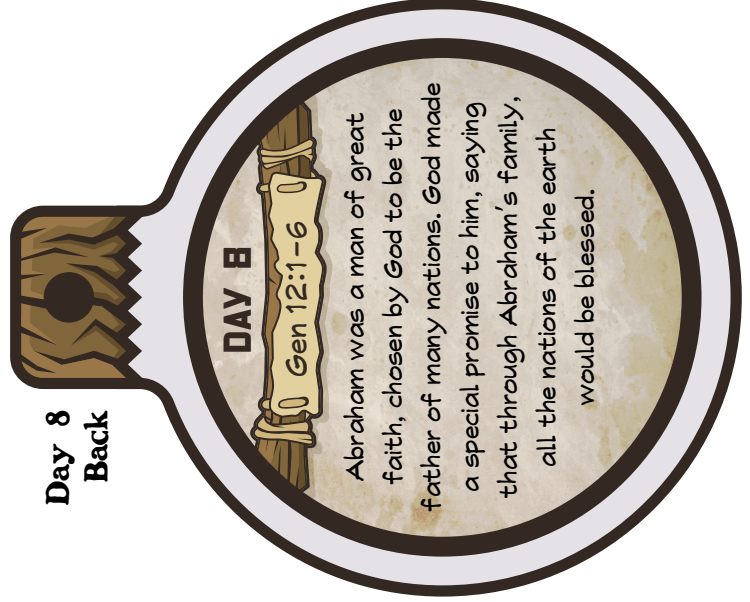 Day 8
Back
DAY 8
Gen 12:1-6
Abraham was a man of great
faith, chosen by God to be the
father of many nations. God made
a special promise to him, saying
that through Abraham's family,
all the nations of the earth
would be blessed.